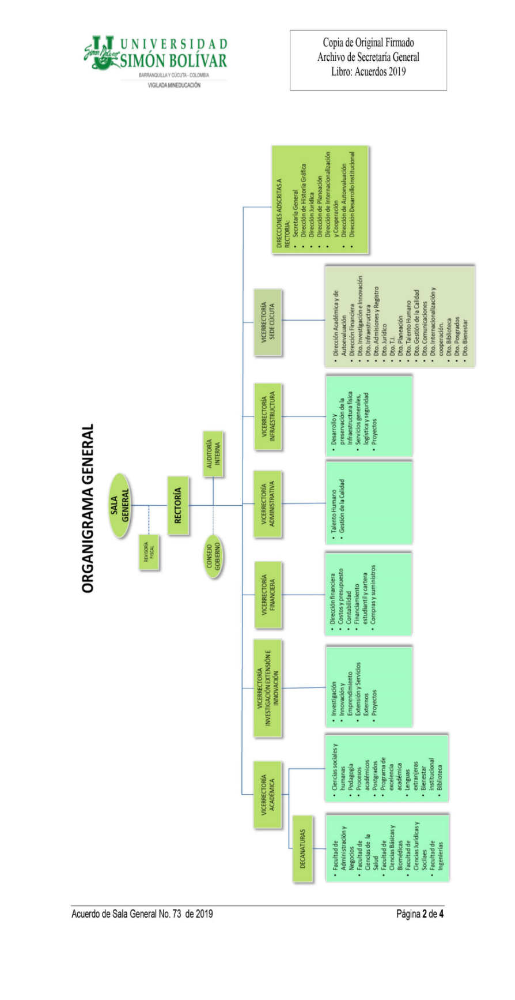 UNIVERSIDAD
SIMÓN BOLÍVAR
BARRANQUILLA Y CÚCUTA - COLOMBIA
VIGILADA MINEDUCACIÓN
Simón Bolívar
Copia de Original Firmado
Archivo de Secretaría General
Libro: Acuerdos 2019
ORGANIGRAMA GENERAL
SALA
GENERAL
REVISORÍA
FISCAL
RECTORÍA
CONSEJO
GOBIERNO
AUDITORÍA
INTERNA
VICERRECTORÍA
ACADÉMICA
DECANATURAS
• Facultad de
Administración y
Negocios
• Facultad de
Ciencias de la
Salud
• Facultad de
Ciencias Básicas y
Biomédicas
• Facultad de
Ciencias Jurídicas y
Socilaes
• Facultad de
Ingenierías
• Ciencias sociales y
humanas
• Pedagogía
• Procesos
académicos
• Postgrados
• Programa de
excelencia
académica
• Lenguas
extranjeras
• Bienestar
institucional
• Biblioteca
VICERRECTORÍA
INVESTIGACIÓN EXTENSIÓN E
INNOVACIÓN
• Investigación
• Innovación y
Emprendimiento
• Extensión y Servicios
Externos
• Proyectos
VICERRECTORÍA
FINANCIERA
• Dirección financiera
• Costos y presupuesto
• Contabilidad
• Financiamiento
estudiantil y cartera
• Compras y suministros
VICERRECTORÍA
ADMINISTRATIVA
• Talento Humano
• Gestión de la Calidad
VICERRECTORÍA
INFRAESTRUCTURA
• Desarrollo y
preservación de la
Infraestructura física
• Servicios generales,
logística y seguridad
• Proyectos
VICERRECTORÍA
SEDE CÚCUTA
• Dirección Académica y de
Autoevaluación
• Dirección Financiera
• Dto. Investigación e Innovación
• Dto. Infraestructura
• Dto. Admisiones y Registro
• Dto. Jurídico
• Dto. T.I.
• Dto. Planeación
• Dto. Talento Humano
• Dto. Gestión de la Calidad
• Dto. Comunicaciones
• Dto. Internacionalización y
cooperación.
• Dto. Biblioteca
• Dto. Posgrados
• Dto. Bienestar
DIRECCIONES ADSCRITAS A
RECTORIA:
• Secretaría General
• Dirección de Historia Gráfica
• Dirección Jurídica
• Dirección de Planeación
• Dirección de Internacionalización
y Cooperación
• Dirección de Autoevaluación
• Dirección Desarrollo Institucional
Acuerdo de Sala General No. 73 de 2019
Página 2 de 4